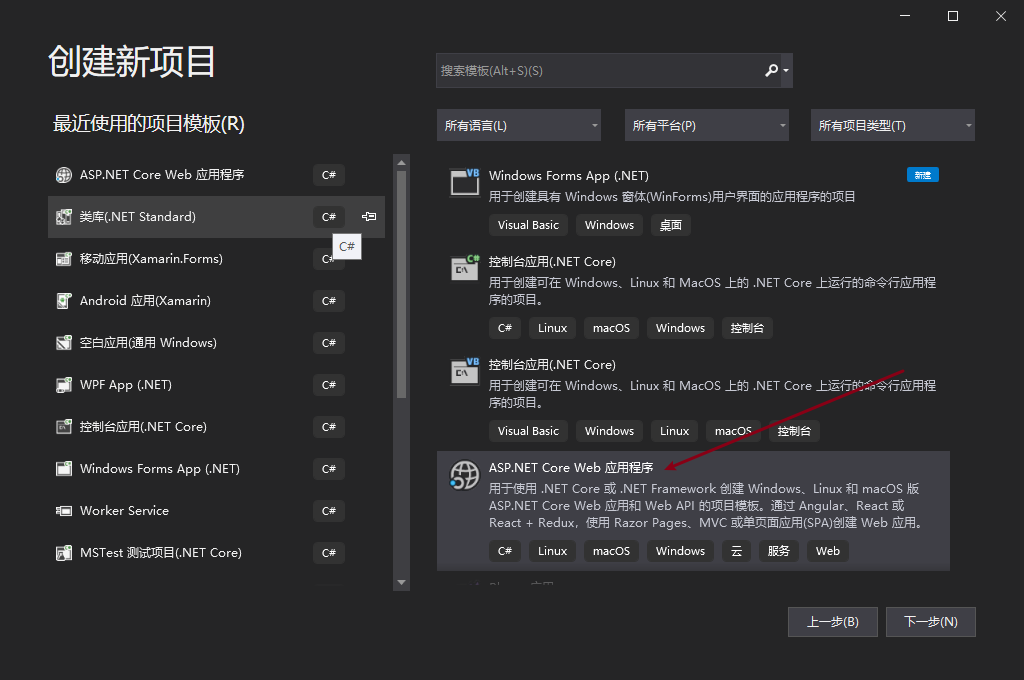 创建新项目
最近使用的项目模板(R)
ASP.NET Core Web 应用程序
C#
类库(.NET Standard)
C#
C#
移动应用(Xamarin.Forms)
C#
Android 应用(Xamarin)
C#
空白应用(通用 Windows)
C#
WPF App (.NET)
C#
控制台应用(.NET Core)
C#
Windows Forms App (.NET)
C#
Worker Service
C#
MSTest 测试项目(.NET Core)
C#
搜索模板(Alt+S)(S)
所有语言(L)
所有平台(P)
所有项目类型(T)
VB
Windows Forms App (.NET)
新建
用于创建具有 Windows 窗体(WinForms)用户界面的应用程序的项目
Visual Basic
Windows
桌面
C#
C:\
控制台应用(.NET Core)
用于创建可在 Windows、Linux 和 MacOS 上的 .NET Core 上运行的命令行应用程
序的项目。
C#
Linux
macOS
Windows
控制台
VB
C:\
控制台应用(.NET Core)
用于创建可在 Windows、Linux 和 MacOS 上的 .NET Core 上运行的命令行应用程
序的项目。
Visual Basic
Windows
Linux
macOS
控制台
ASP.NET Core Web 应用程序
用于使用 .NET Core 或 .NET Framework 创建 Windows、Linux 和 macOS 版
ASP.NET Core Web 应用和 Web API 的项目模板。通过 Angular、React 或
React + Redux，使用 Razor Pages、MVC 或单页面应用(SPA)创建 Web 应用。
C#
Linux
macOS
Windows
云
服务
Web
上一步(B)
下一步(N)